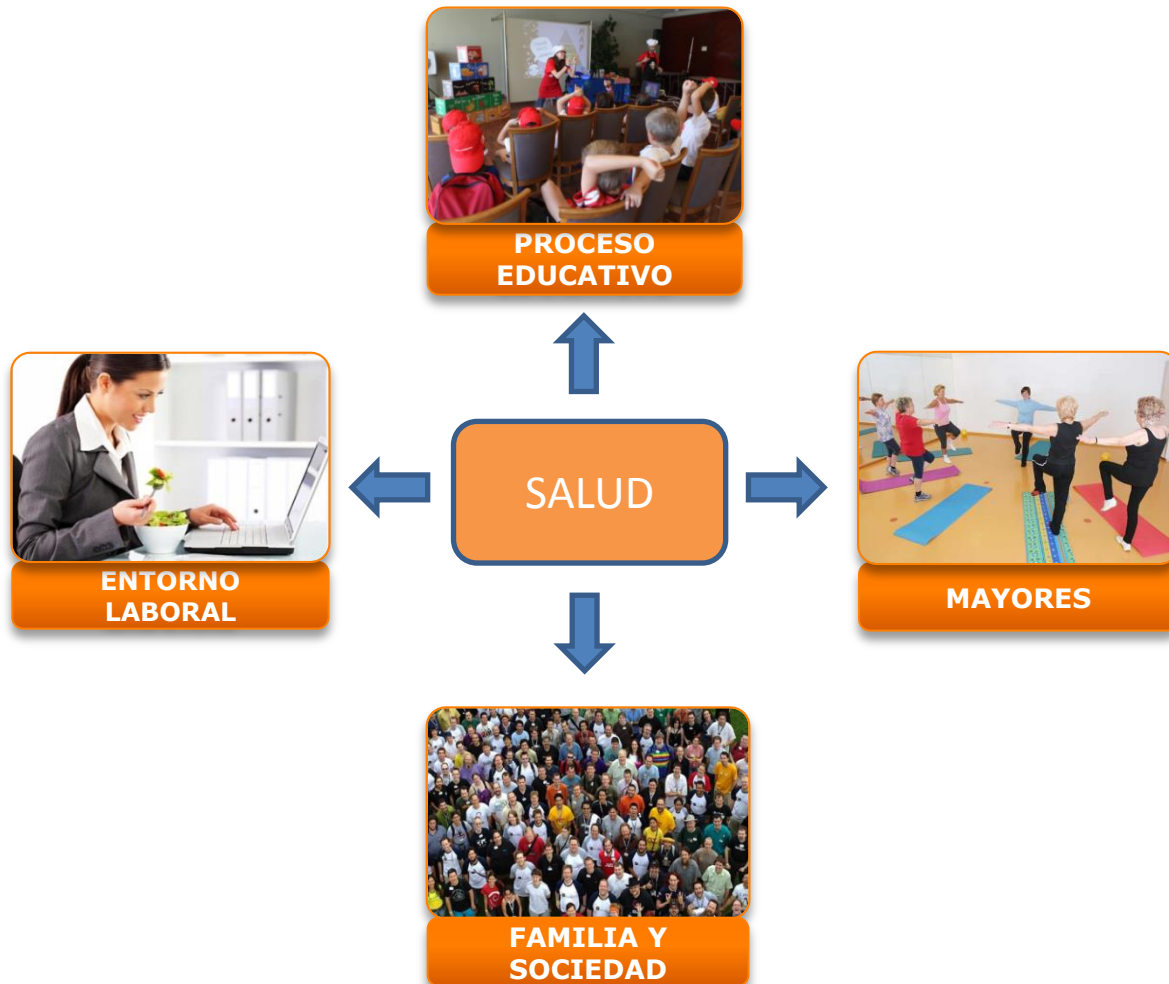 PROCESO
EDUCATIVO
SALUD
ENTORNO
LABORAL
MAYORES
FAMILIA Y
SOCIEDAD